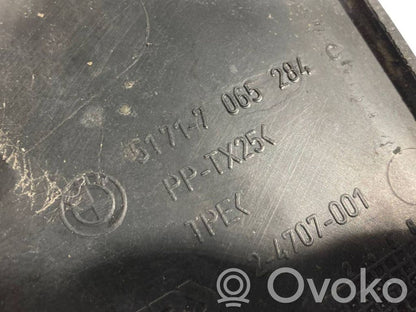 5171-7 065 284
PP-TX25<
TPE<
2-4707-001
Ovoko